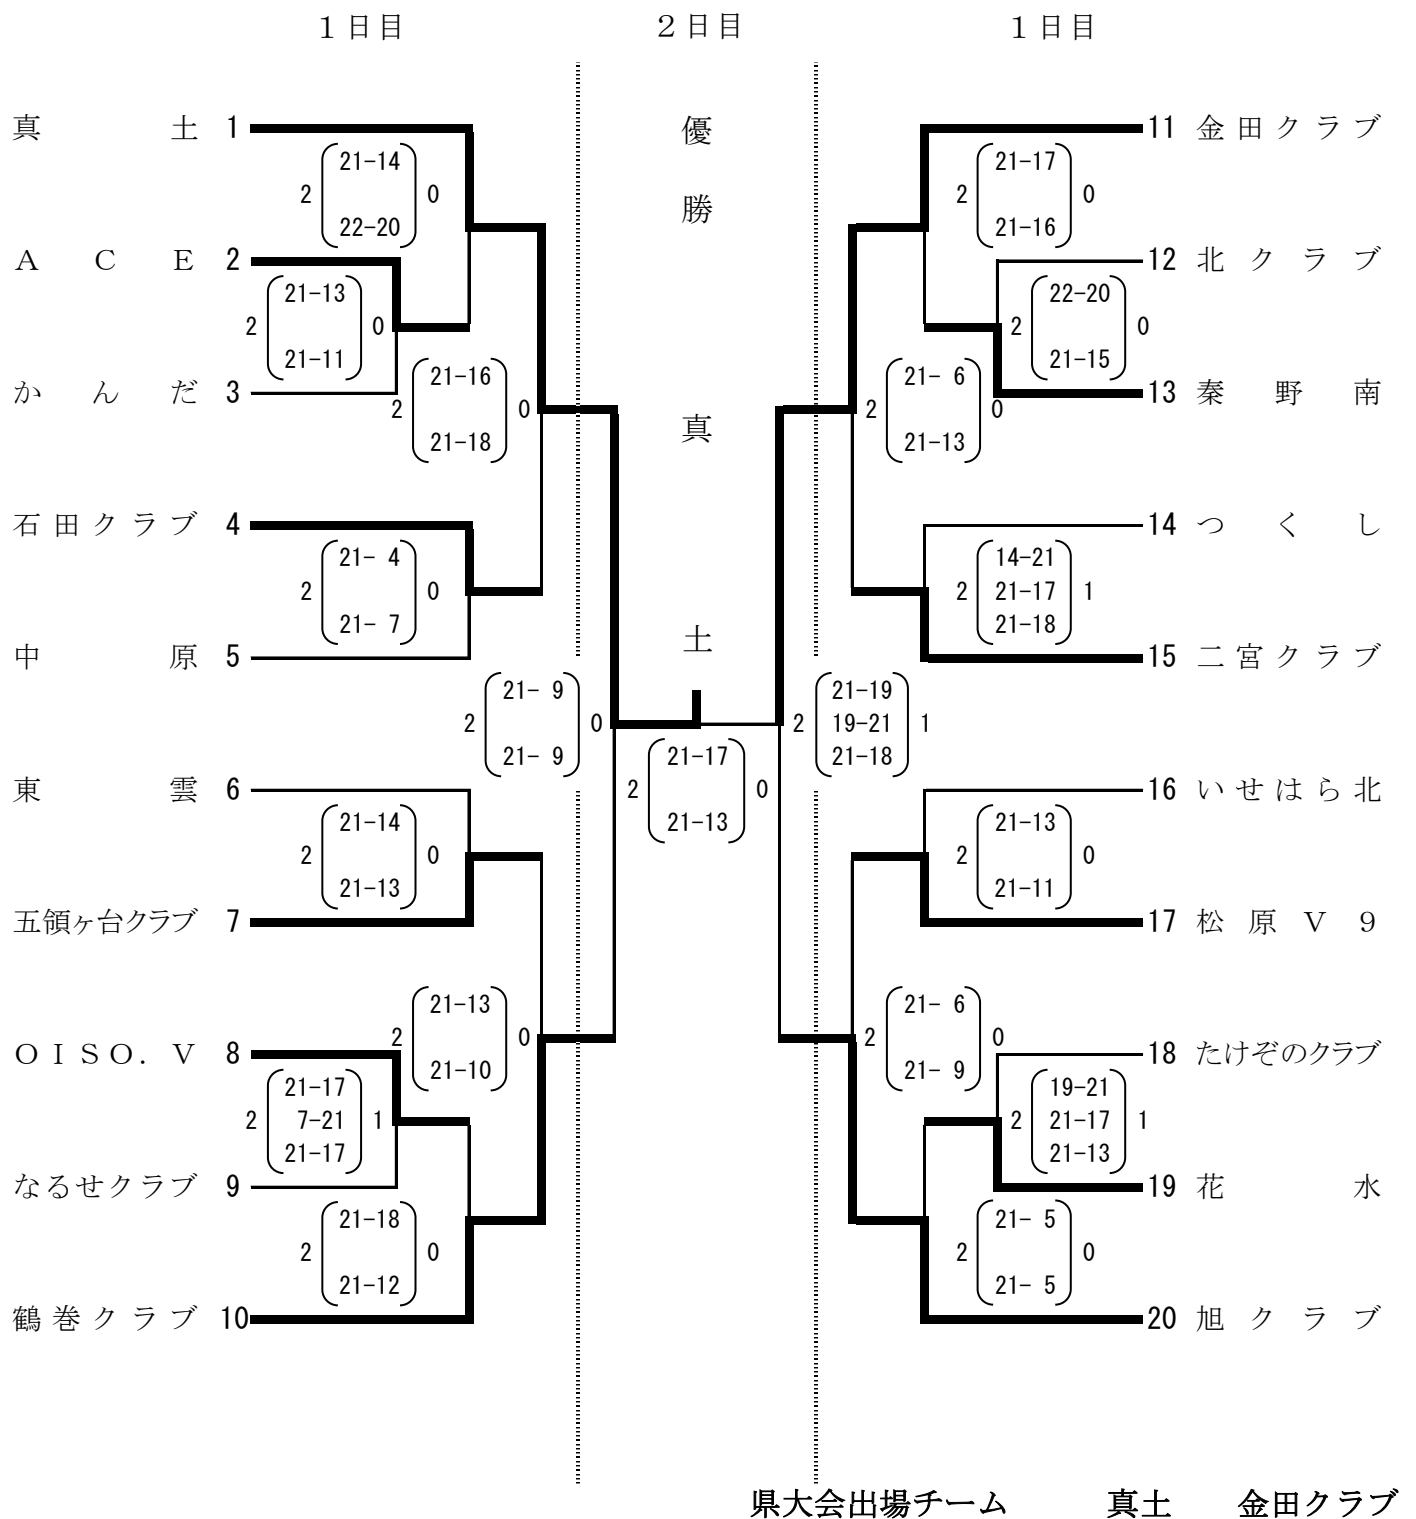 １日目 ２日目 １日目
優勝 真土
真土 1
21-14
2 0
22-20
ＡＣＥ 2
21-13
2 0
21-11
かんだ 3
21-16
2 0
21-18
石田クラブ 4
21- 4
2 0
21- 7
中原 5
21- 9
2 0
21- 9
東雲 6
21-14
2 0
21-13
五領ヶ台クラブ 7
21-13
2 0
21-10
ＯＩＳＯ．Ｖ 8
21-17
2 7-21 1
21-17
なるせクラブ 9
21-18
2 0
21-12
鶴巻クラブ 10
21-17
2 0
21-13
11 金田クラブ
21-17
2 0
21-16
12 北クラブ
22-20
2 0
21-15
13 秦野南
21- 6
2 0
21-13
14 つくし
14-21
2 21-17 1
21-18
15 二宮クラブ
21-19
2 19-21 1
21-18
16 いせはら北
21-13
2 0
21-11
17 松原Ｖ９
21- 6
2 0
21- 9
18 たけぞのクラブ
19-21
2 21-17 1
21-13
19 花水
21- 5
2 0
21- 5
20 旭クラブ
県大会出場チーム 真土 金田クラブ